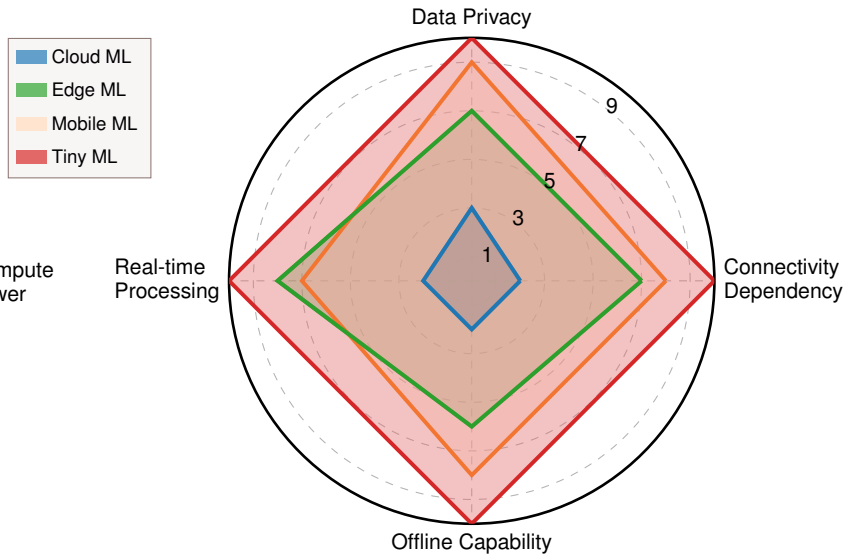 Data Privacy
Cloud ML
Edge ML
Mobile ML
Tiny ML
9
7
5
3
1
Real-time
Processing
Connectivity
Dependency
Offline Capability